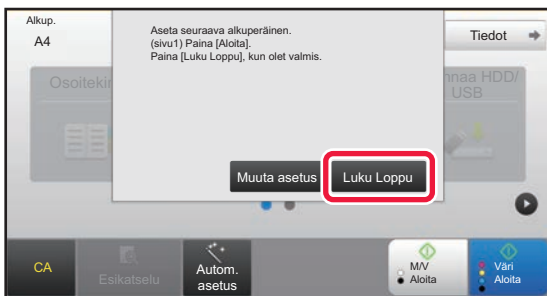 Alkup.
A4
Aseta seuraava alkuperäinen.
(sivu1) Paina [Aloita].
Paina [Luku Loppu], kun olet valmis.
Tiedot
Osoitekir
nnaa HDD/
USB
Muuta asetus
Luku Loppu
CA
Esikatselu
Autom.
asetus
M/V
Aloita
Väri
Aloita